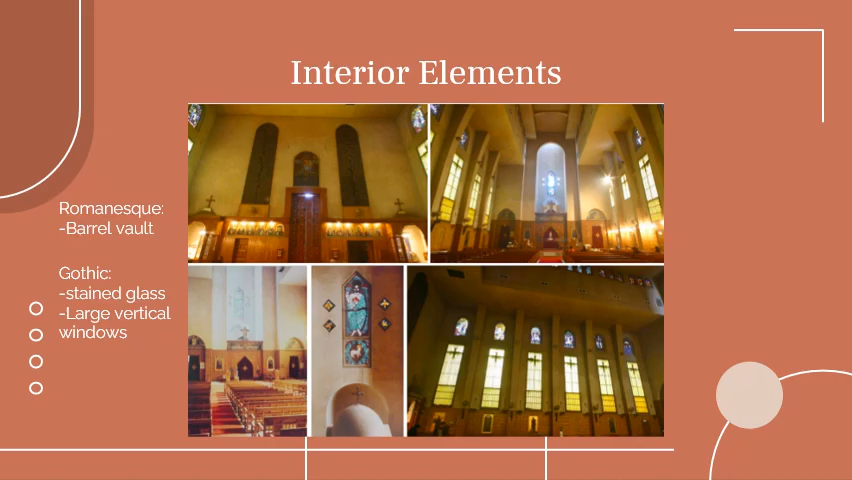 Interior Elements
Romanesque:
-Barrel vault
Gothic:
-stained glass
-Large vertical
windows